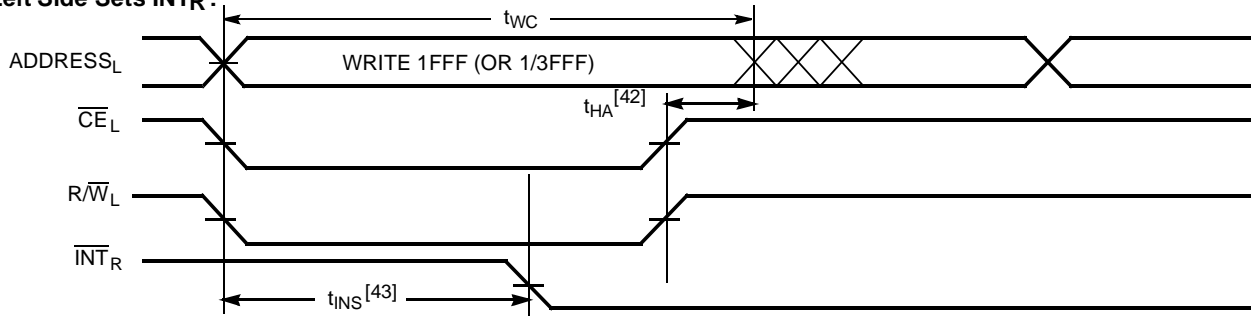 Left Side Sets INTR:
tWC
ADDRESSL
WRITE 1FFF (OR 1/3FFF)
tHA[42]
CEL
R/WL
INTR
tINS[43]